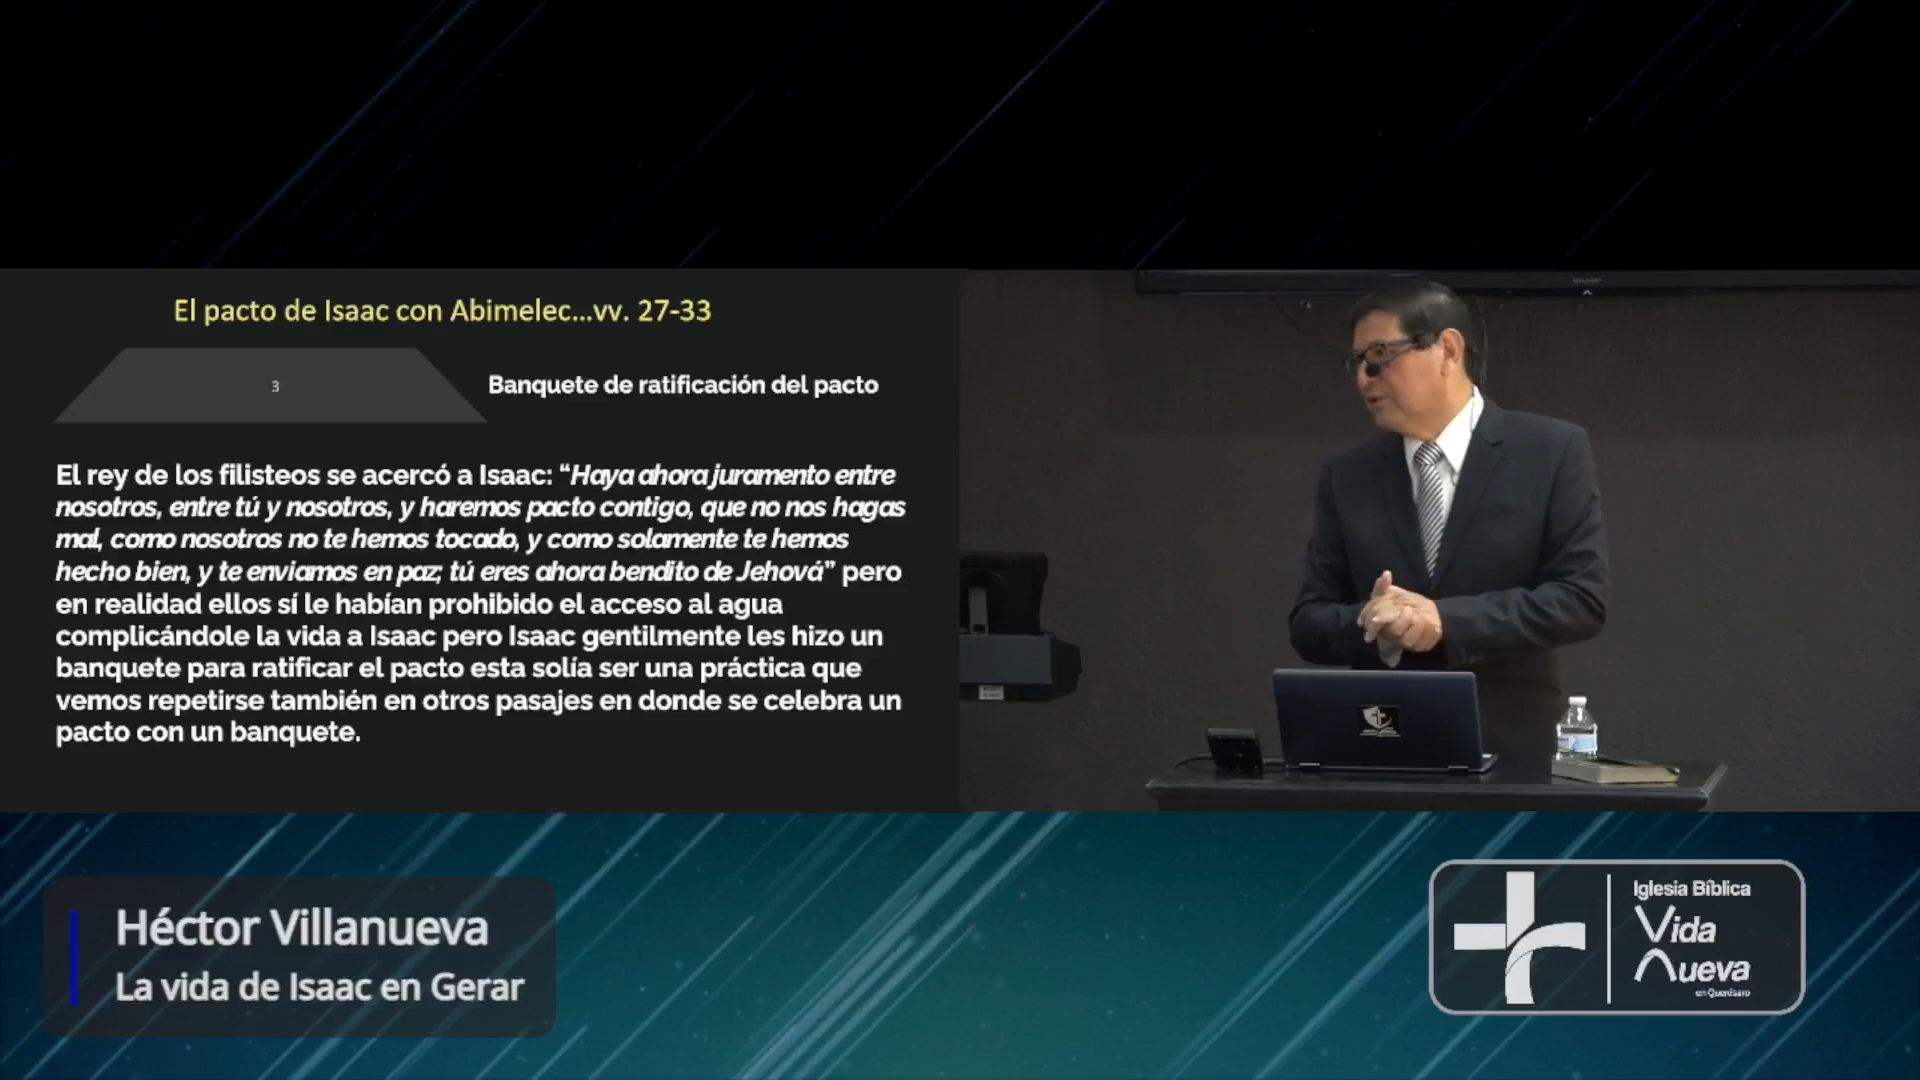 El pacto de Isaac con Abimelec...vv. 27-33
3
Banquete de ratificación del pacto
El rey de los filisteos se acercó a Isaac: “Haya ahora juramento entre
nosotros, entre tú y nosotros, y haremos pacto contigo, que no nos hagas
mal, como nosotros no te hemos tocado, y como solamente te hemos
hecho bien, y te enviamos en paz; tú eres ahora bendito de Jehová” pero
en realidad ellos sí le habían prohibido el acceso al agua
complicándole la vida a Isaac pero Isaac gentilmente les hizo un
banquete para ratificar el pacto esta solía ser una práctica que
vemos repetirse también en otros pasajes en donde se celebra un
pacto con un banquete.
Héctor Villanueva
La vida de Isaac en Gerar
Iglesia Bíblica
Vida
Nueva
en Querétaro